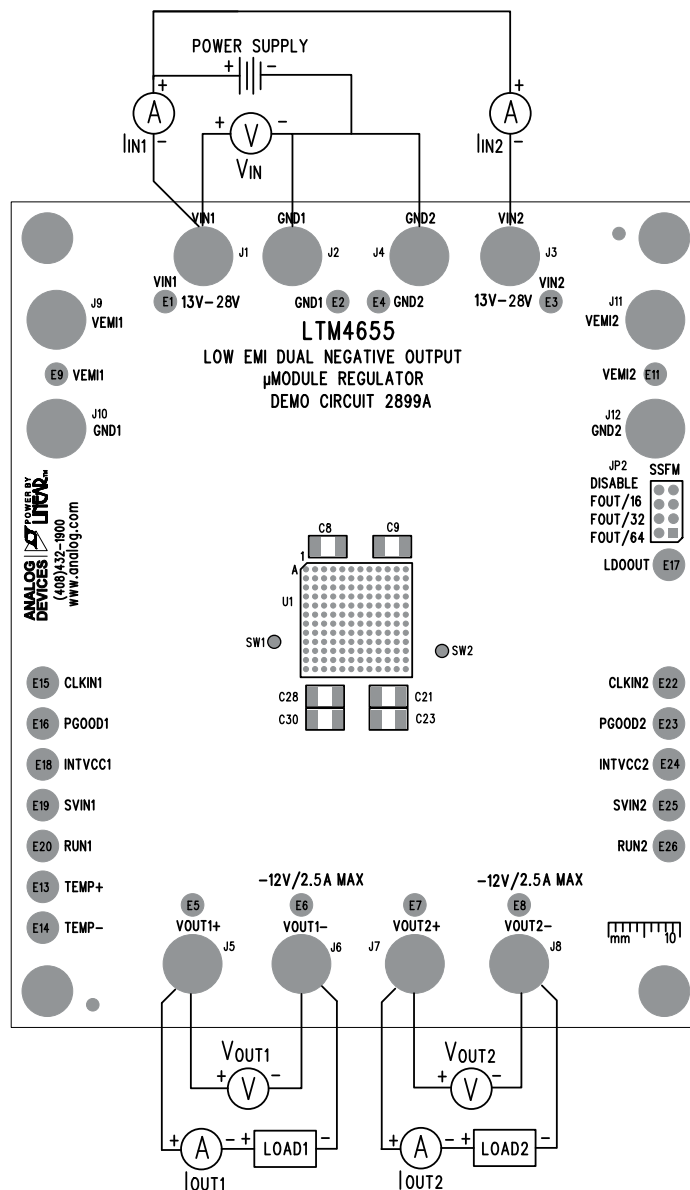 POWER SUPPLY
+ -
+ A - IIN1
+ V - VIN
+ A - IIN2
VIN1 GND1 GND2 VIN2
J1 J2 J4 J3
VIN1 VIN2
E1 13V-28V GND1 E2 E4 GND2 13V-28V E3
J9 VEMI1
J11 VEMI2
LTM4655
LOW EMI DUAL NEGATIVE OUTPUT
µMODULE REGULATOR
DEMO CIRCUIT 2899A
E9 VEMI1
VEMI2 E11
J10 GND1
J12 GND2
ANALOG DEVICES
POWER BY LINEAR™
(408)432-1900
www.analog.com
JP2 SSFM
DISABLE
FOUT/16
FOUT/32
FOUT/64
LDOOUT E17
C8 C9
1
A
U1
SW1 SW2
C28 C21
C30 C23
E15 CLKIN1
E16 PGOOD1
E18 INTVCC1
E19 SVIN1
E20 RUN1
E13 TEMP+
E14 TEMP-
CLKIN2 E22
PGOOD2 E23
INTVCC2 E24
SVIN2 E25
RUN2 E26
-12V/2.5A MAX -12V/2.5A MAX
E5 E6 E7 E8
VOUT1+ VOUT1- VOUT2+ VOUT2-
J5 J6 J7 J8
mm 10
VOUT1 VOUT2
+ V - + V -
+ A - + LOAD1 - + A - + LOAD2 -
IOUT1 IOUT2